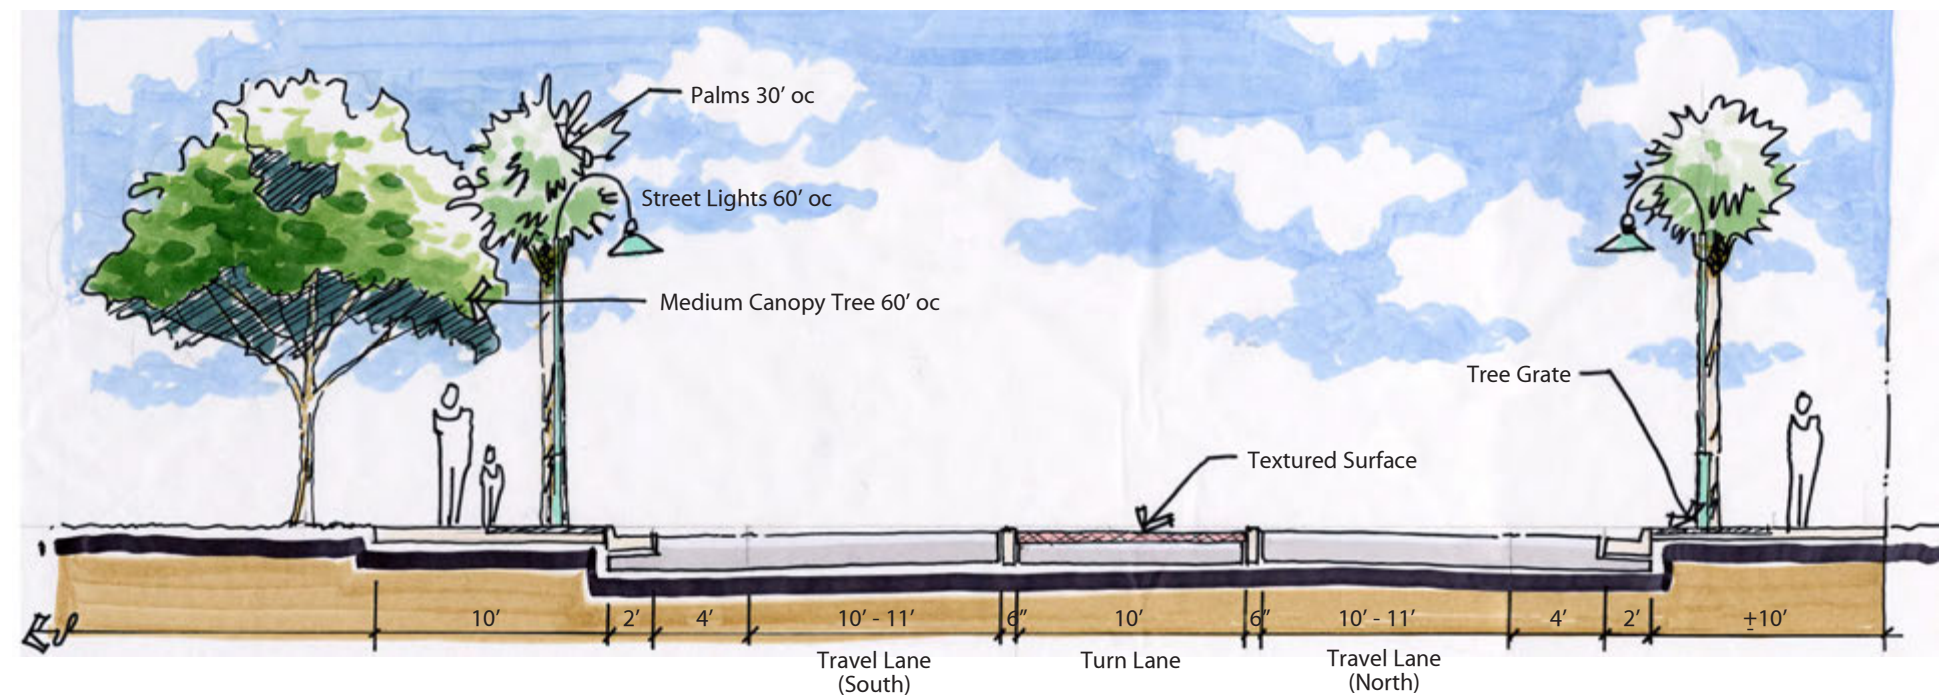 Palms 30’ oc
Street Lights 60’ oc
Medium Canopy Tree 60’ oc
Tree Grate
Textured Surface
10’ 2’ 4’ 10’ - 11’ 6” 10’ 6” 10’ - 11’ 4’ 2’ ±10’
Travel Lane
(South)
Turn Lane
Travel Lane
(North)